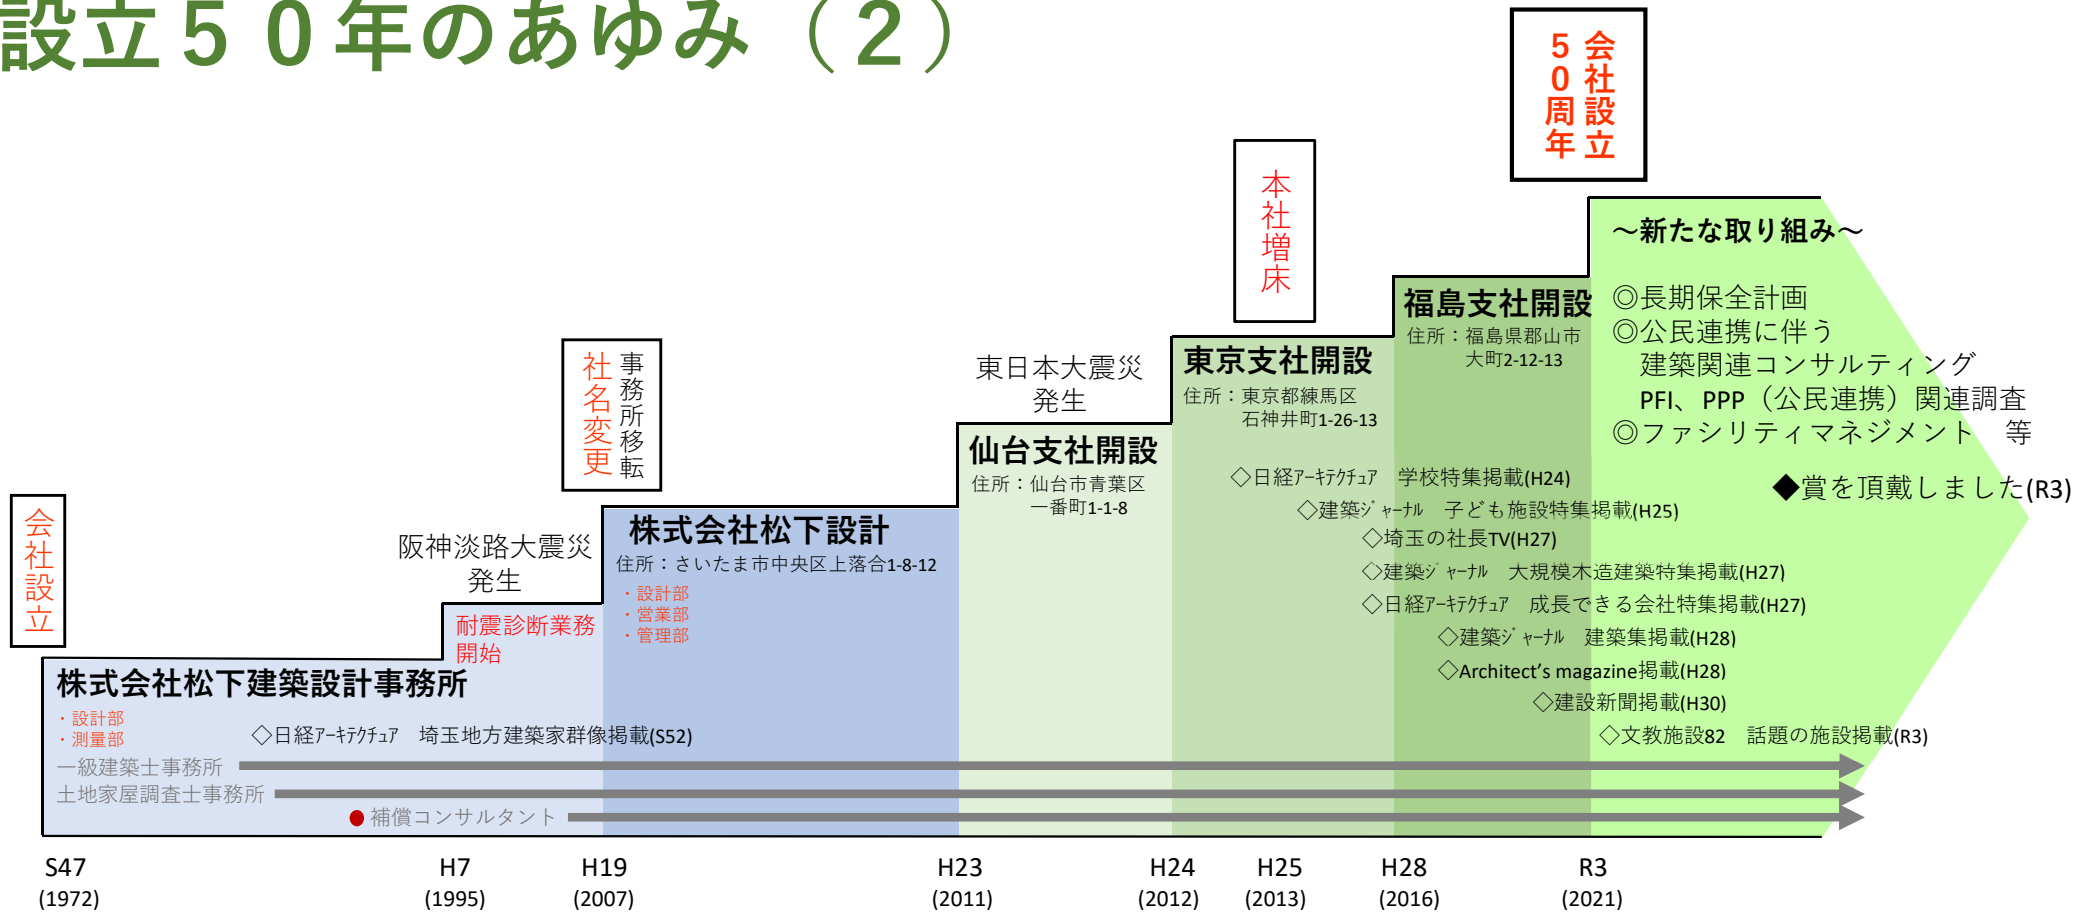 設立５０年のあゆみ（２）
会社設立
５０周年
本社増床
事務所移転
社名変更
会社設立
～新たな取り組み～
◎長期保全計画
◎公民連携に伴う
建築関連コンサルティング
PFI、PPP（公民連携）関連調査
◎ファシリティマネジメント　等
◆賞を頂戴しました(R3)
福島支社開設
住所：福島県郡山市
大町2-12-13
東京支社開設
住所：東京都練馬区
石神井町1-26-13
東日本大震災
発生
仙台支社開設
住所：仙台市青葉区
一番町1-1-8
◇日経ｱｰｷﾃｸﾁｭｱ　学校特集掲載(H24)
◇建築ｼﾞｬｰﾅﾙ　子ども施設特集掲載(H25)
◇埼玉の社長TV(H27)
◇建築ｼﾞｬｰﾅﾙ　大規模木造建築特集掲載(H27)
◇日経ｱｰｷﾃｸﾁｭｱ　成長できる会社特集掲載(H27)
◇建築ｼﾞｬｰﾅﾙ　建築集掲載(H28)
◇Architect’s magazine掲載(H28)
◇建設新聞掲載(H30)
◇文教施設82　話題の施設掲載(R3)
阪神淡路大震災
発生
株式会社松下設計
住所：さいたま市中央区上落合1-8-12
・設計部
・営業部
・管理部
耐震診断業務
開始
株式会社松下建築設計事務所
・設計部
・測量部
◇日経ｱｰｷﾃｸﾁｭｱ　埼玉地方建築家群像掲載(S52)
一級建築士事務所
土地家屋調査士事務所
●補償コンサルタント
S47
(1972)
H7
(1995)
H19
(2007)
H23
(2011)
H24
(2012)
H25
(2013)
H28
(2016)
R3
(2021)